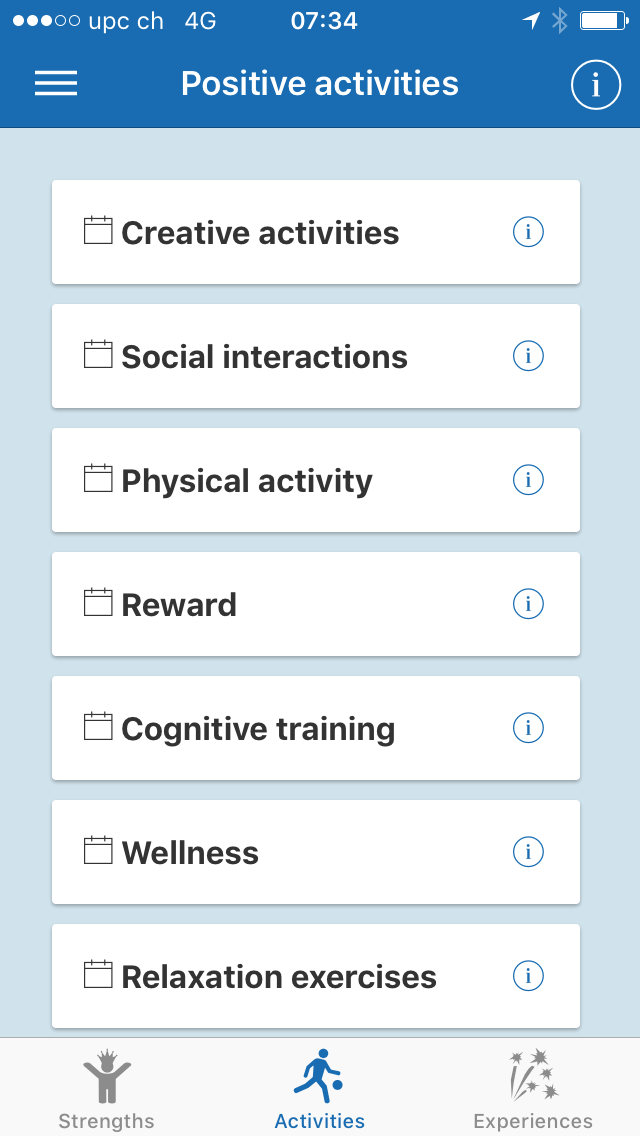 upc ch 4G 07:34
Positive activities
Creative activities
Social interactions
Physical activity
Reward
Cognitive training
Wellness
Relaxation exercises
Strengths Activities Experiences